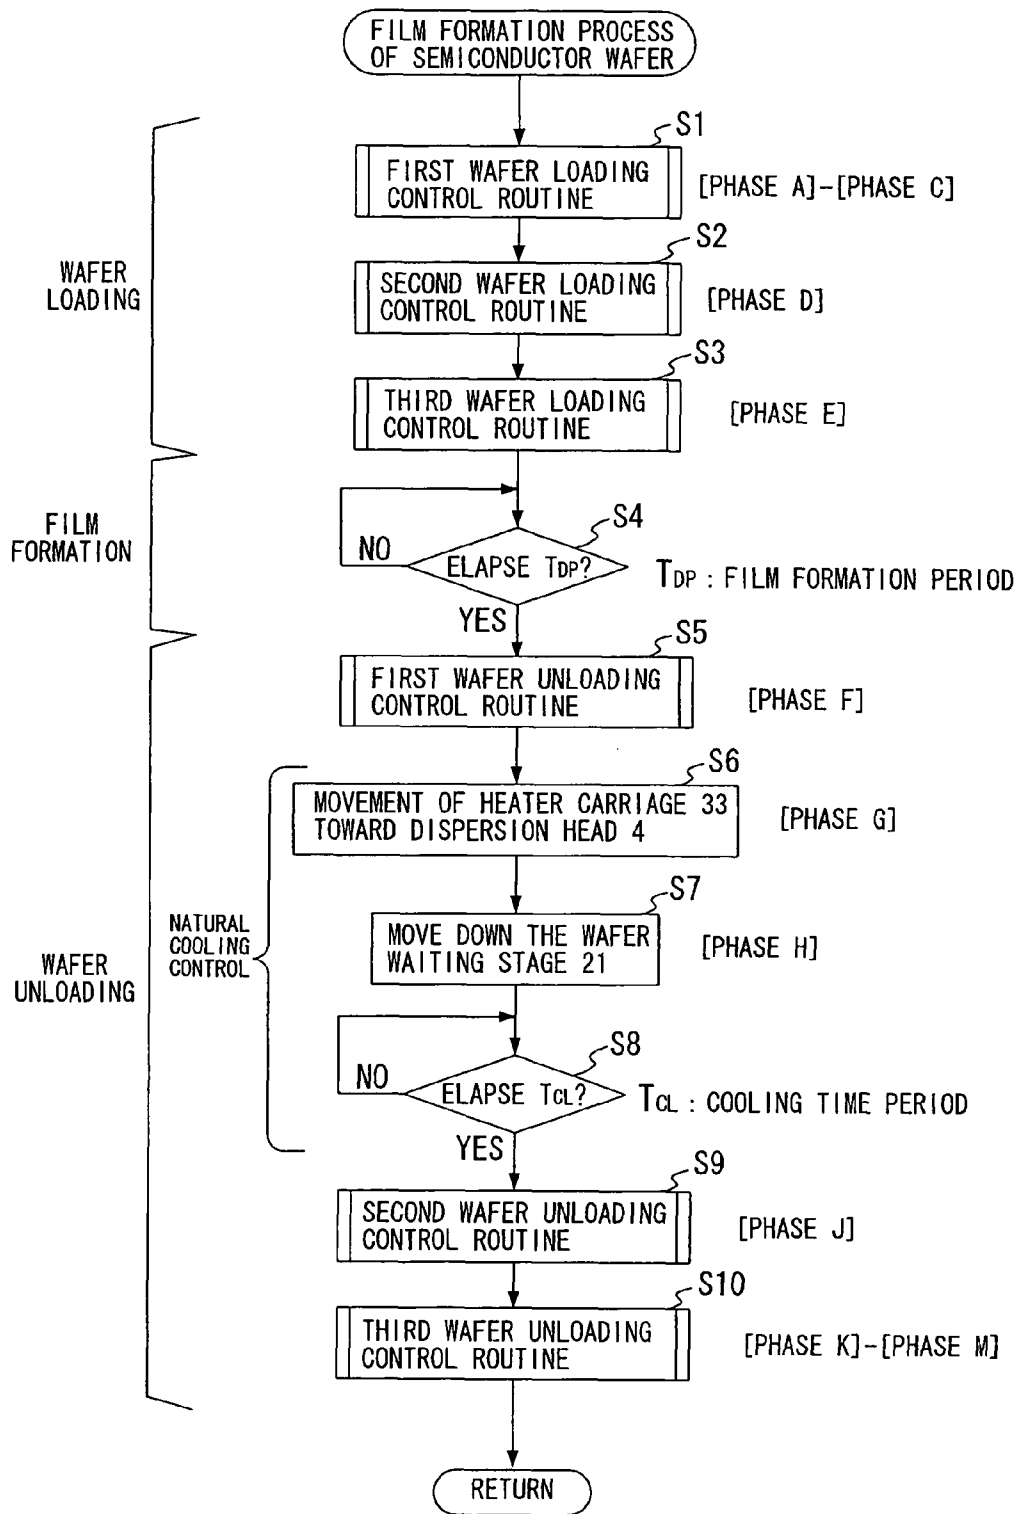 FILM FORMATION PROCESS
OF SEMICONDUCTOR WAFER
S1
FIRST WAFER LOADING
CONTROL ROUTINE
[PHASE A]-[PHASE C]
S2
SECOND WAFER LOADING
CONTROL ROUTINE
[PHASE D]
WAFER
LOADING
S3
THIRD WAFER LOADING
CONTROL ROUTINE
[PHASE E]
FILM
FORMATION
S4
ELAPSE TDP?
NO
YES
TDP : FILM FORMATION PERIOD
S5
FIRST WAFER UNLOADING
CONTROL ROUTINE
[PHASE F]
S6
MOVEMENT OF HEATER CARRIAGE 33
TOWARD DISPERSION HEAD 4
[PHASE G]
S7
MOVE DOWN THE WAFER
WAITING STAGE 21
[PHASE H]
NATURAL
COOLING
CONTROL
WAFER
UNLOADING
S8
ELAPSE TCL?
NO
YES
TCL : COOLING TIME PERIOD
S9
SECOND WAFER UNLOADING
CONTROL ROUTINE
[PHASE J]
S10
THIRD WAFER UNLOADING
CONTROL ROUTINE
[PHASE K]-[PHASE M]
RETURN